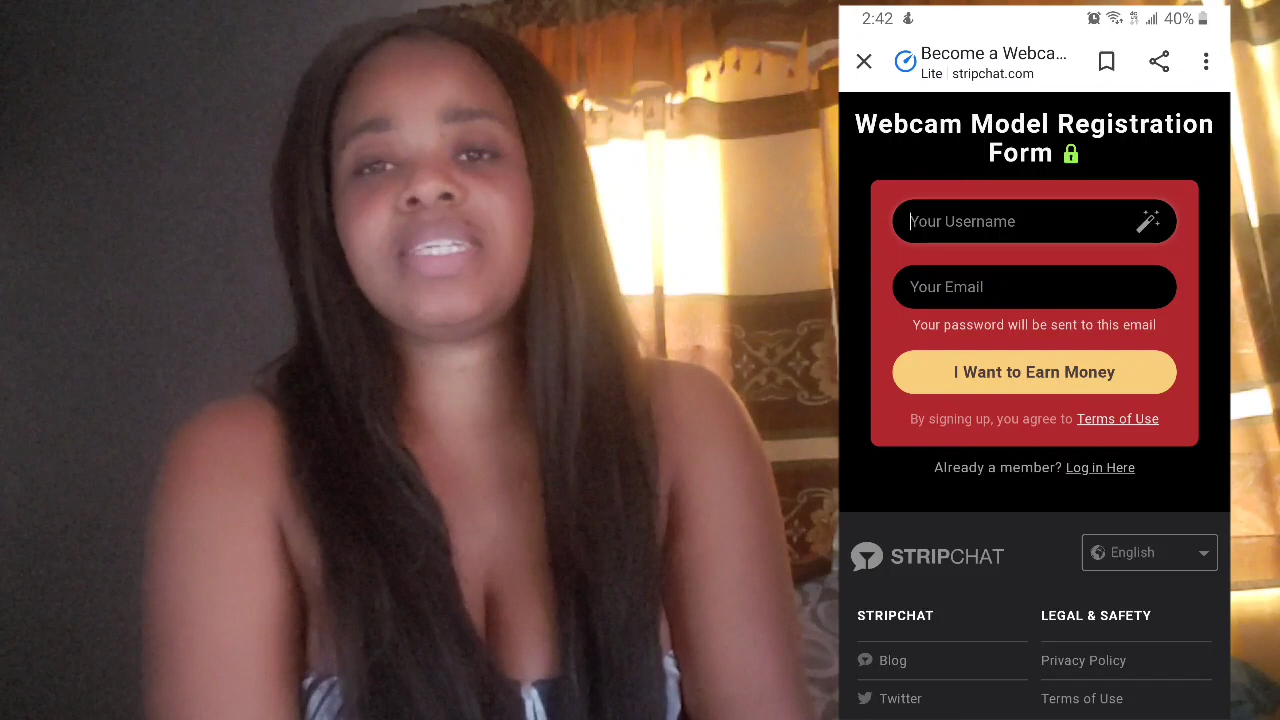 2:42
4G
40%
Become a Webca...
Lite stripchat.com
Webcam Model Registration
Form
Your Username
Your Email
Your password will be sent to this email
I Want to Earn Money
By signing up, you agree to Terms of Use
Already a member? Log in Here
STRIPCHAT
English
STRIPCHAT
LEGAL & SAFETY
Blog
Privacy Policy
Twitter
Terms of Use